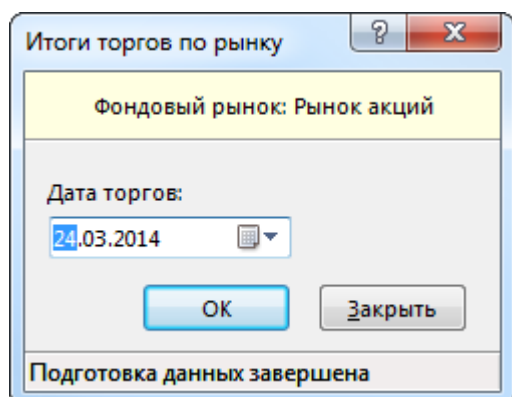 Итоги торгов по рынку
?
Фондовый рынок: Рынок акций
Дата торгов:
24.03.2014
ОК
Закрыть
Подготовка данных завершена